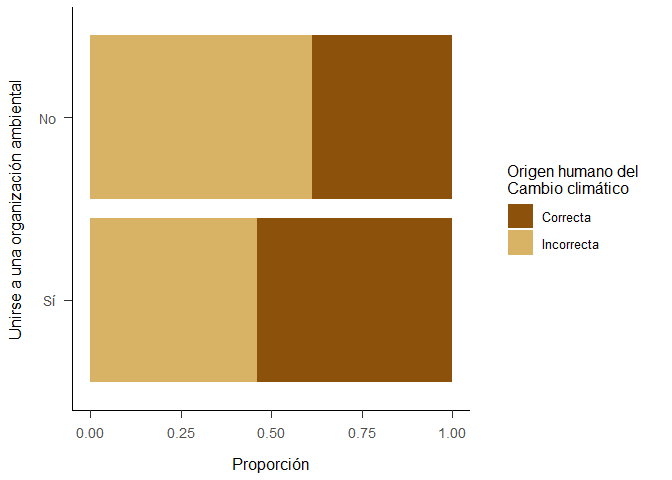 Unirse a una organización ambiental
No
Sí
0.00 0.25 0.50 0.75 1.00
Proporción
Origen humano del
Cambio climático
Correcta
Incorrecta